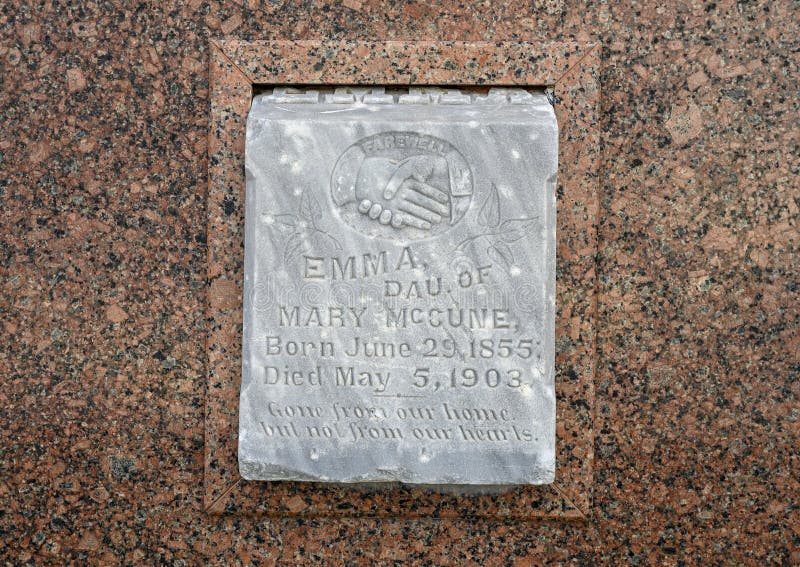 FAREWELL
EMMA,
DAU. OF
MARY McCUNE,
Born June 29, 1855;
Died May 5, 1903.
Gone from our home,
but not from our hearts.